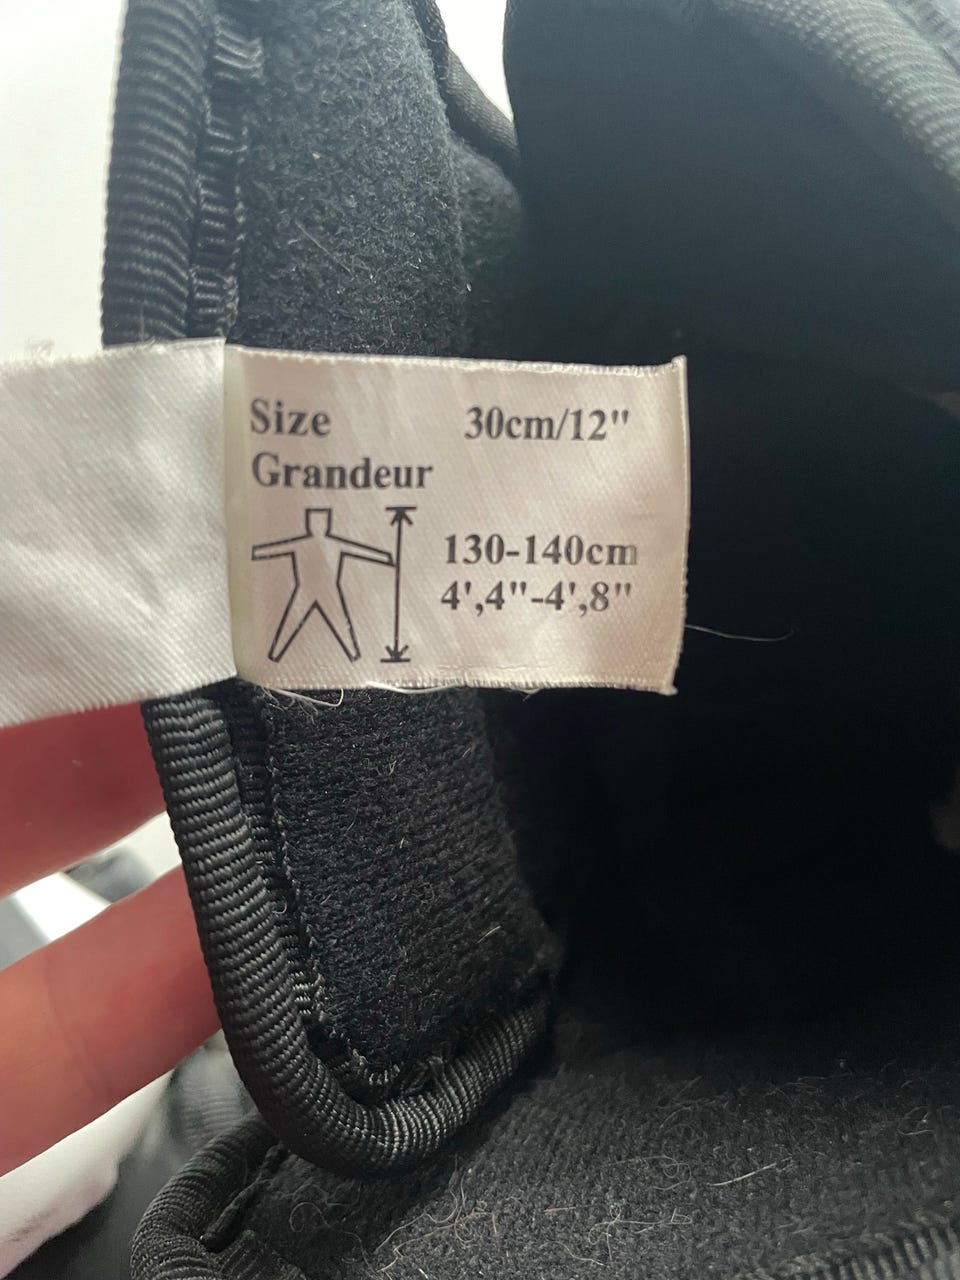 Size 30cm/12"
Grandeur
130-140cm
4',4"-4',8"